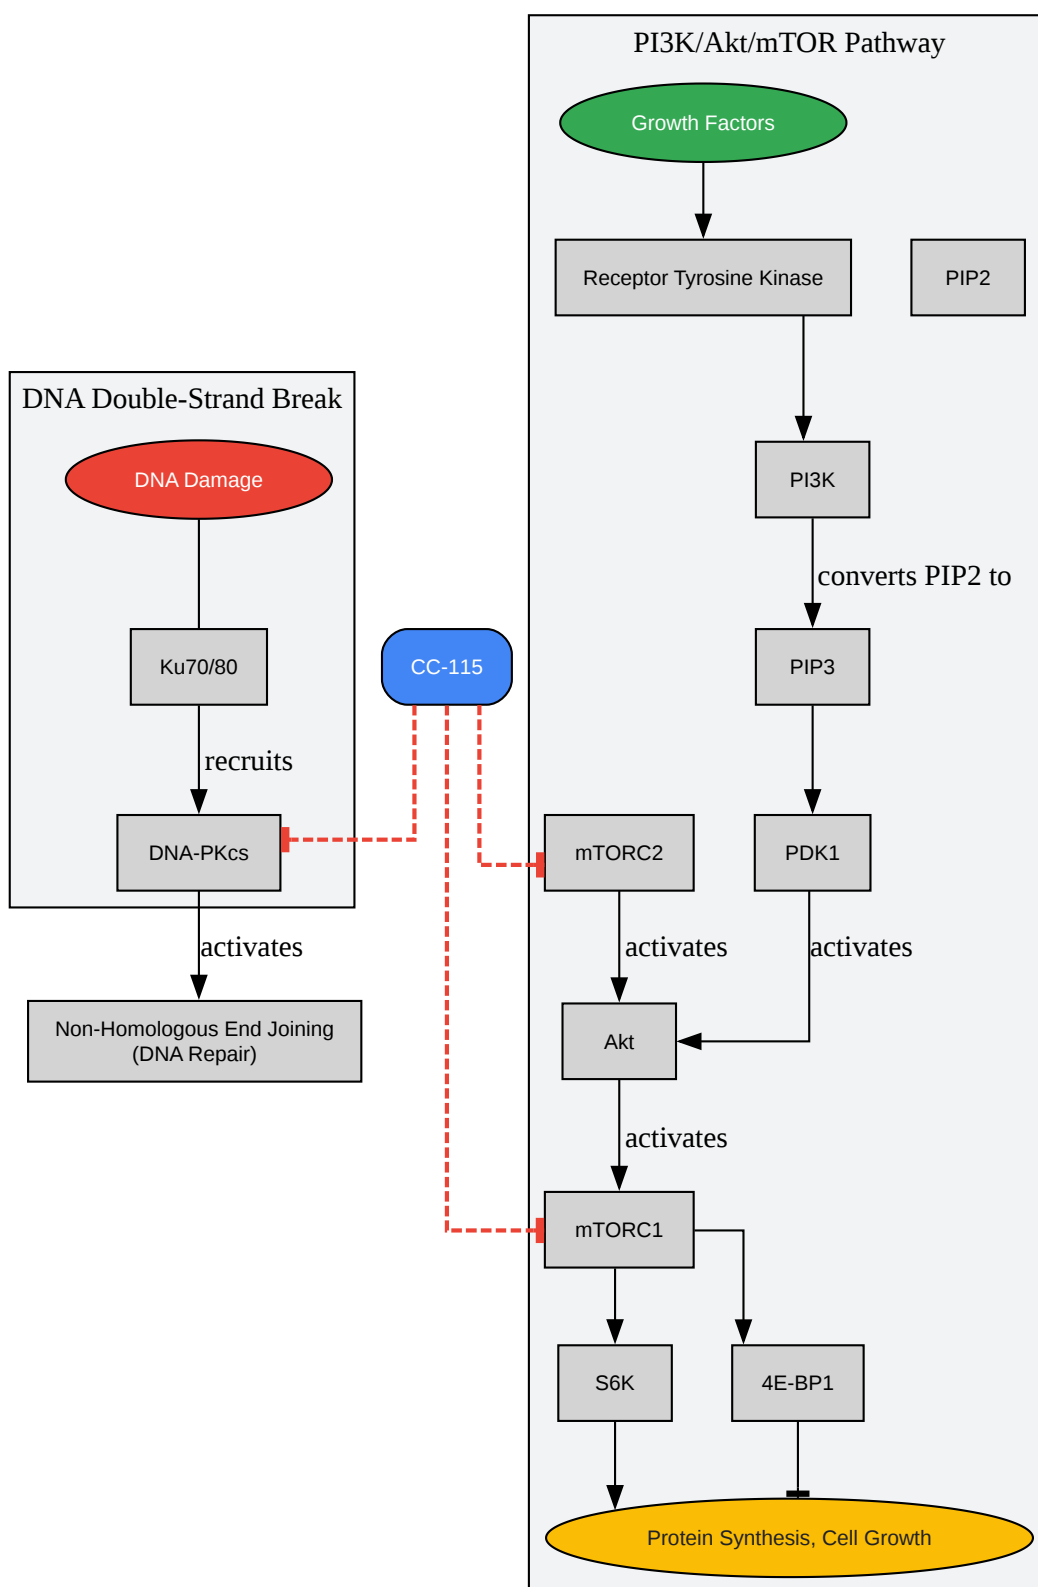 PI3K/Akt/mTOR Pathway
Growth Factors
Receptor Tyrosine Kinase
PIP2
DNA Double-Strand Break
DNA Damage
PI3K
converts PIP2 to
Ku70/80
CC-115
PIP3
recruits
DNA-PKcs
mTORC2
PDK1
activates
activates
activates
Non-Homologous End Joining
(DNA Repair)
Akt
activates
mTORC1
S6K
4E-BP1
Protein Synthesis, Cell Growth